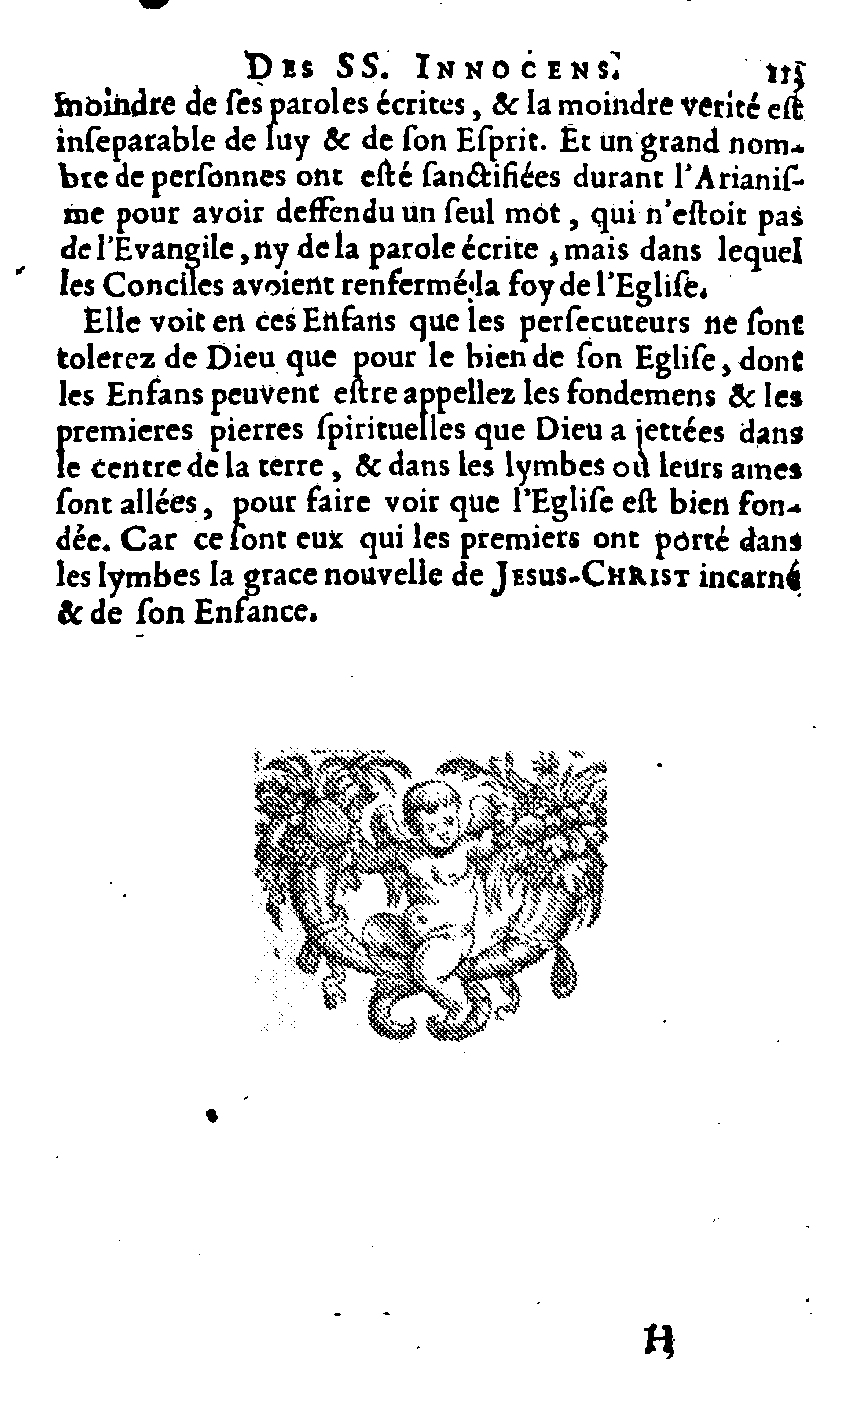 DES SS. INNOCENS. 113
moindre de ſes paroles écrites, & la moindre verité eſt
inſeparable de luy & de ſon Eſprit. Et un grand nom-
bre de perſonnes ont eſté ſanctifiées durant l'Arianiſ-
me pour avoir deffendu un ſeul mot, qui n'eſtoit pas
de l'Evangile, ny de la parole écrite, mais dans lequel
les Conciles avoient renfermé la foy de l'Egliſe.
Elle voit en ces Enfans que les perſecuteurs ne ſont
tolerez de Dieu que pour le bien de ſon Egliſe, dont
les Enfans peuvent eſtre appellez les fondemens & les
premieres pierres ſpirituelles que Dieu a jettées dans
le centre de la terre, & dans les lymbes où leurs ames
ſont allées, pour faire voir que l'Egliſe eſt bien fon-
dée. Car ce ſont eux qui les premiers ont porté dans
les lymbes la grace nouvelle de JESUS-CHRIST incarné
& de ſon Enfance.
H